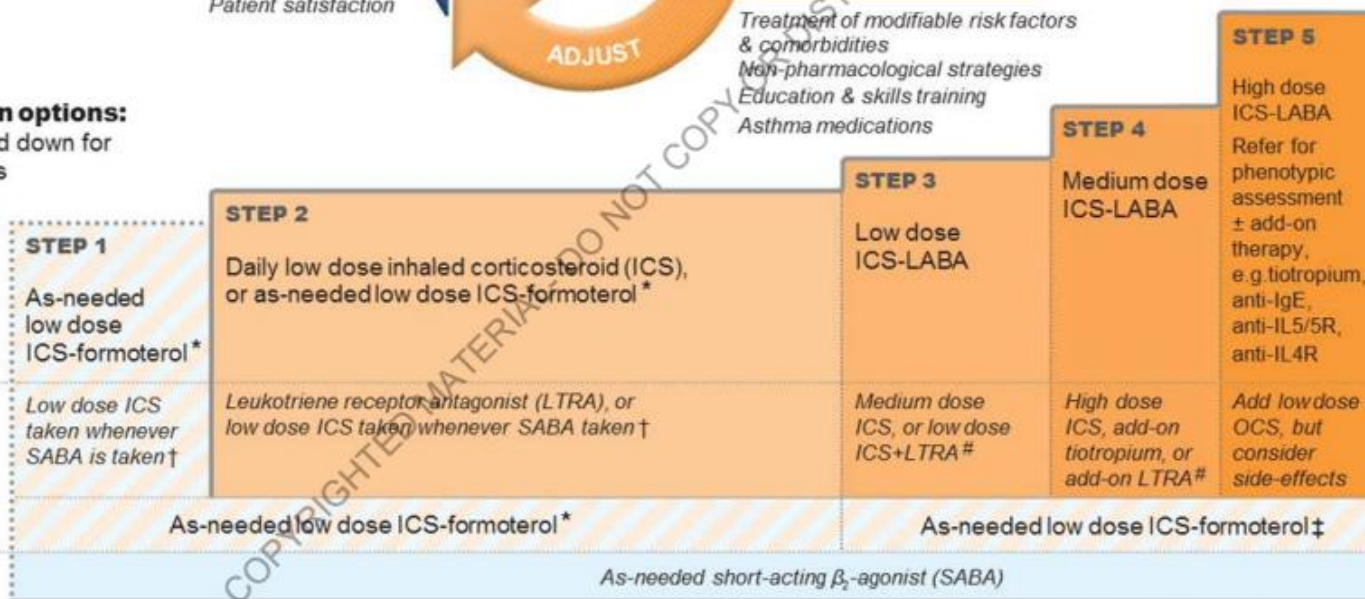 Patient satisfaction
ADJUST
Treatment of modifiable risk factors
& comorbidities
Non-pharmacological strategies
Education & skills training
Asthma medications
n options:
d down for
s
STEP 1
As-needed
low dose
ICS-formoterol *
Low dose ICS
taken whenever
SABA is taken †
STEP 2
Daily low dose inhaled corticosteroid (ICS),
or as-needed low dose ICS-formoterol *
Leukotriene receptor antagonist (LTRA), or
low dose ICS taken whenever SABA taken †
STEP 3
Low dose
ICS-LABA
Medium dose
ICS, or low dose
ICS+LTRA #
STEP 4
Medium dose
ICS-LABA
High dose
ICS, add-on
tiotropium, or
add-on LTRA #
STEP 5
High dose
ICS-LABA
Refer for
phenotypic
assessment
± add-on
therapy,
e.g.tiotropium,
anti-IgE,
anti-IL5/5R,
anti-IL4R
Add low dose
OCS, but
consider
side-effects
As-needed low dose ICS-formoterol *
As-needed low dose ICS-formoterol ‡
As-needed short-acting β₂-agonist (SABA)
COPYRIGHTED MATERIAL - DO NOT COPY OR DIS